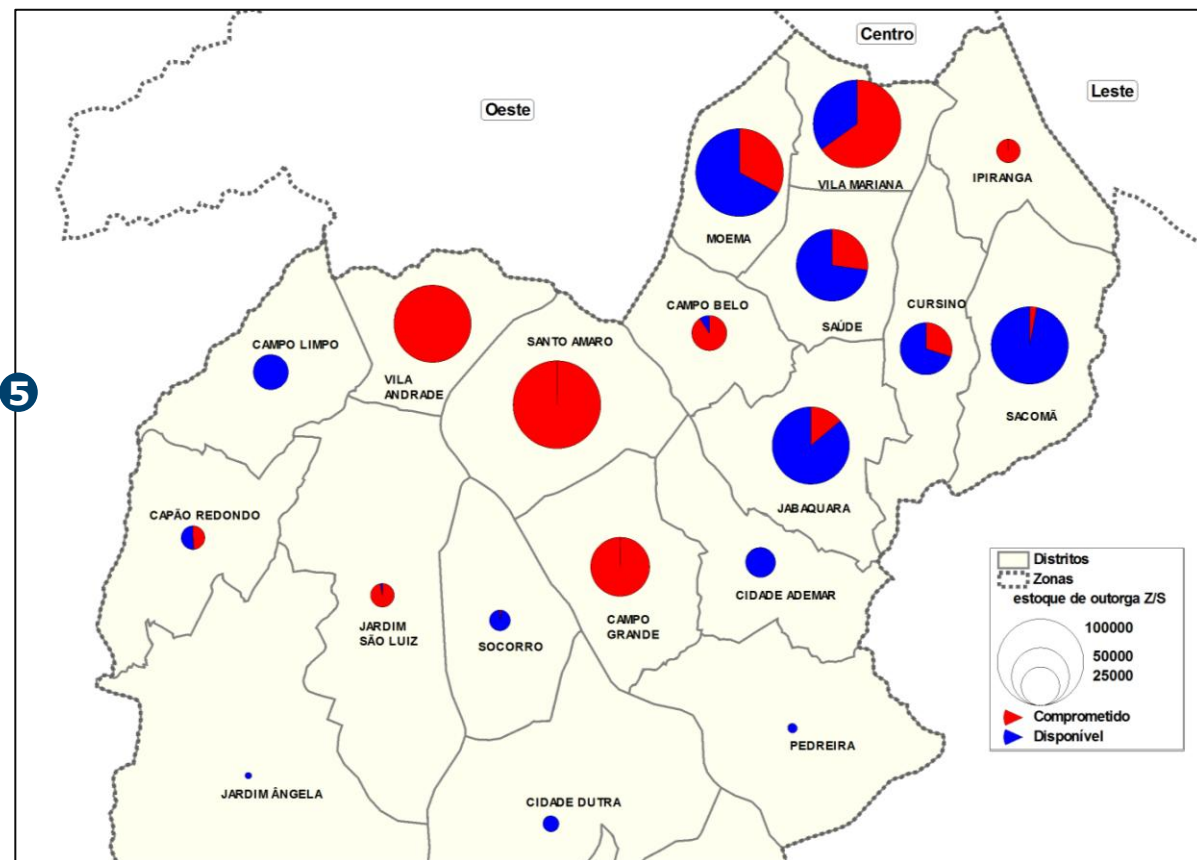 Centro
Leste
Oeste
IPIRANGA
VILA MARIANA
MOEMA
CAMPO BELO
CURSINO
SAÚDE
SANTO AMARO
CAMPO LIMPO
VILA
ANDRADE
5
SACOMÃ
JABAQUARA
CAPÃO REDONDO
CIDADE ADEMAR
JARDIM
SÃO LUIZ
SOCORRO
CAMPO
GRANDE
PEDREIRA
JARDIM ÂNGELA
CIDADE DUTRA
Distritos
Zonas
estoque de outorga Z/S
100000
50000
25000
Comprometido
Disponível